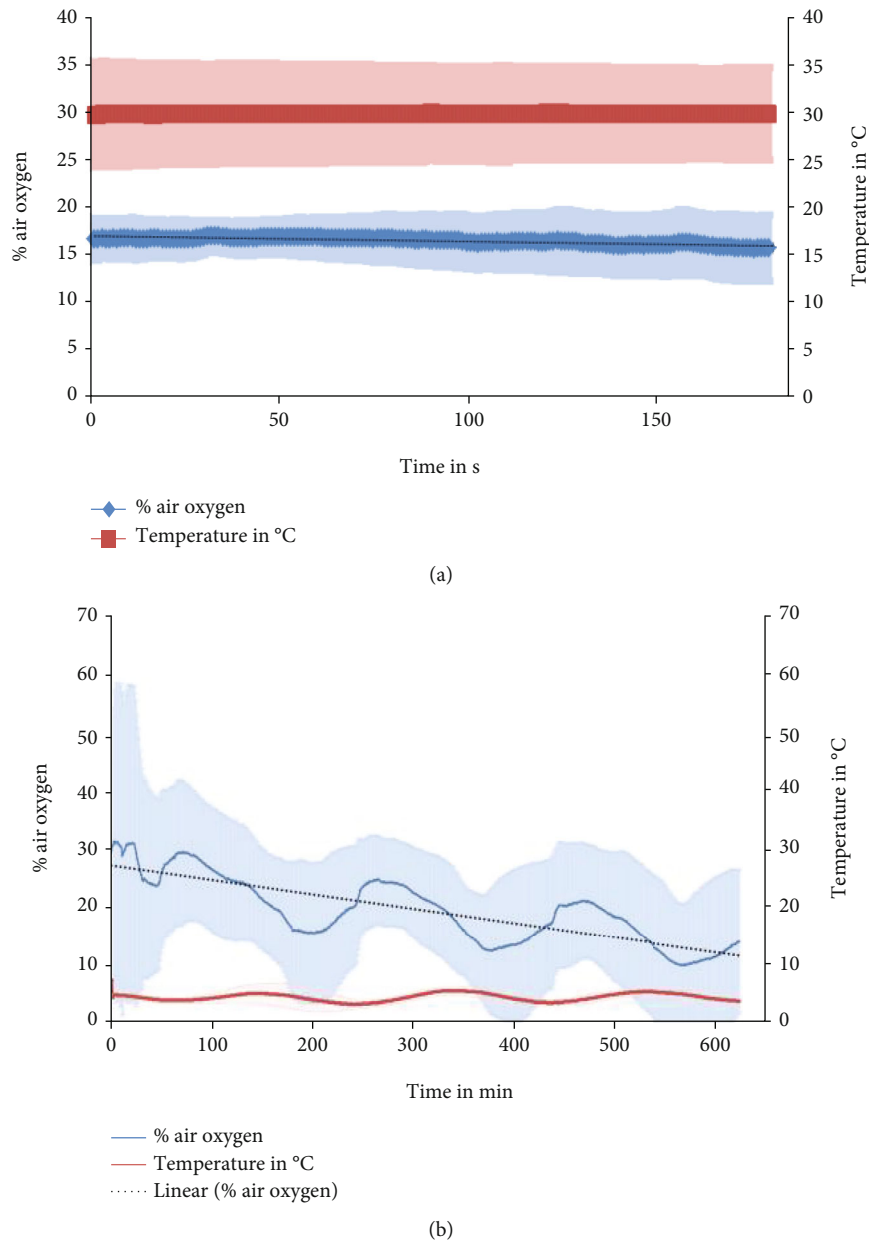 40
35
30
25
20
15
10
5
0
% air oxygen
40
35
30
25
20
15
10
5
0
Temperature in °C
0 50 100 150
Time in s
% air oxygen
Temperature in °C
(a)
70
60
50
40
30
20
10
0
% air oxygen
70
60
50
40
30
20
10
0
Temperature in °C
0 100 200 300 400 500 600
Time in min
% air oxygen
Temperature in °C
Linear (% air oxygen)
(b)